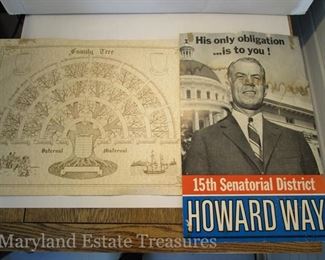 Family Tree
Paternal
Maternal
His only obligation
...is to you!
15th Senatorial District
HOWARD WAY
Maryland Estate Treasures